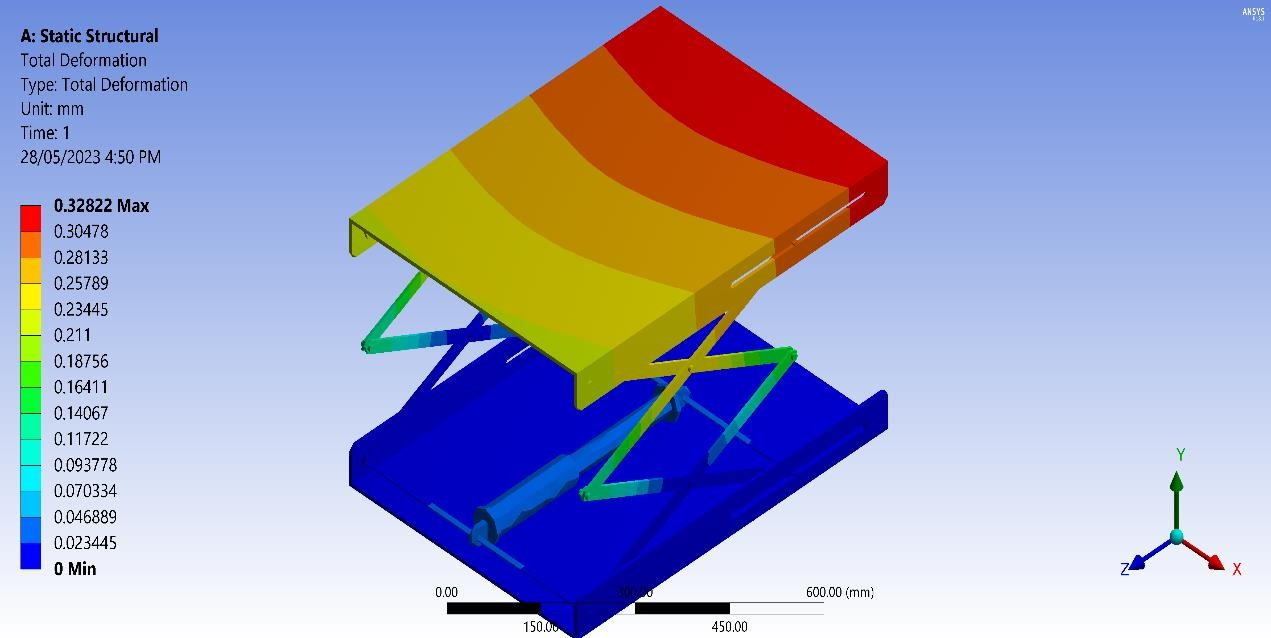 ANSYS
A: Static Structural
Total Deformation
Type: Total Deformation
Unit: mm
Time: 1
28/05/2023 4:50 PM
0.32822 Max
0.30478
0.28133
0.25789
0.23445
0.211
0.18756
0.16411
0.14067
0.11722
0.093778
0.070334
0.046889
0.023445
0 Min
Y
Z
X
0.00
300.00
600.00 (mm)
150.00
450.00